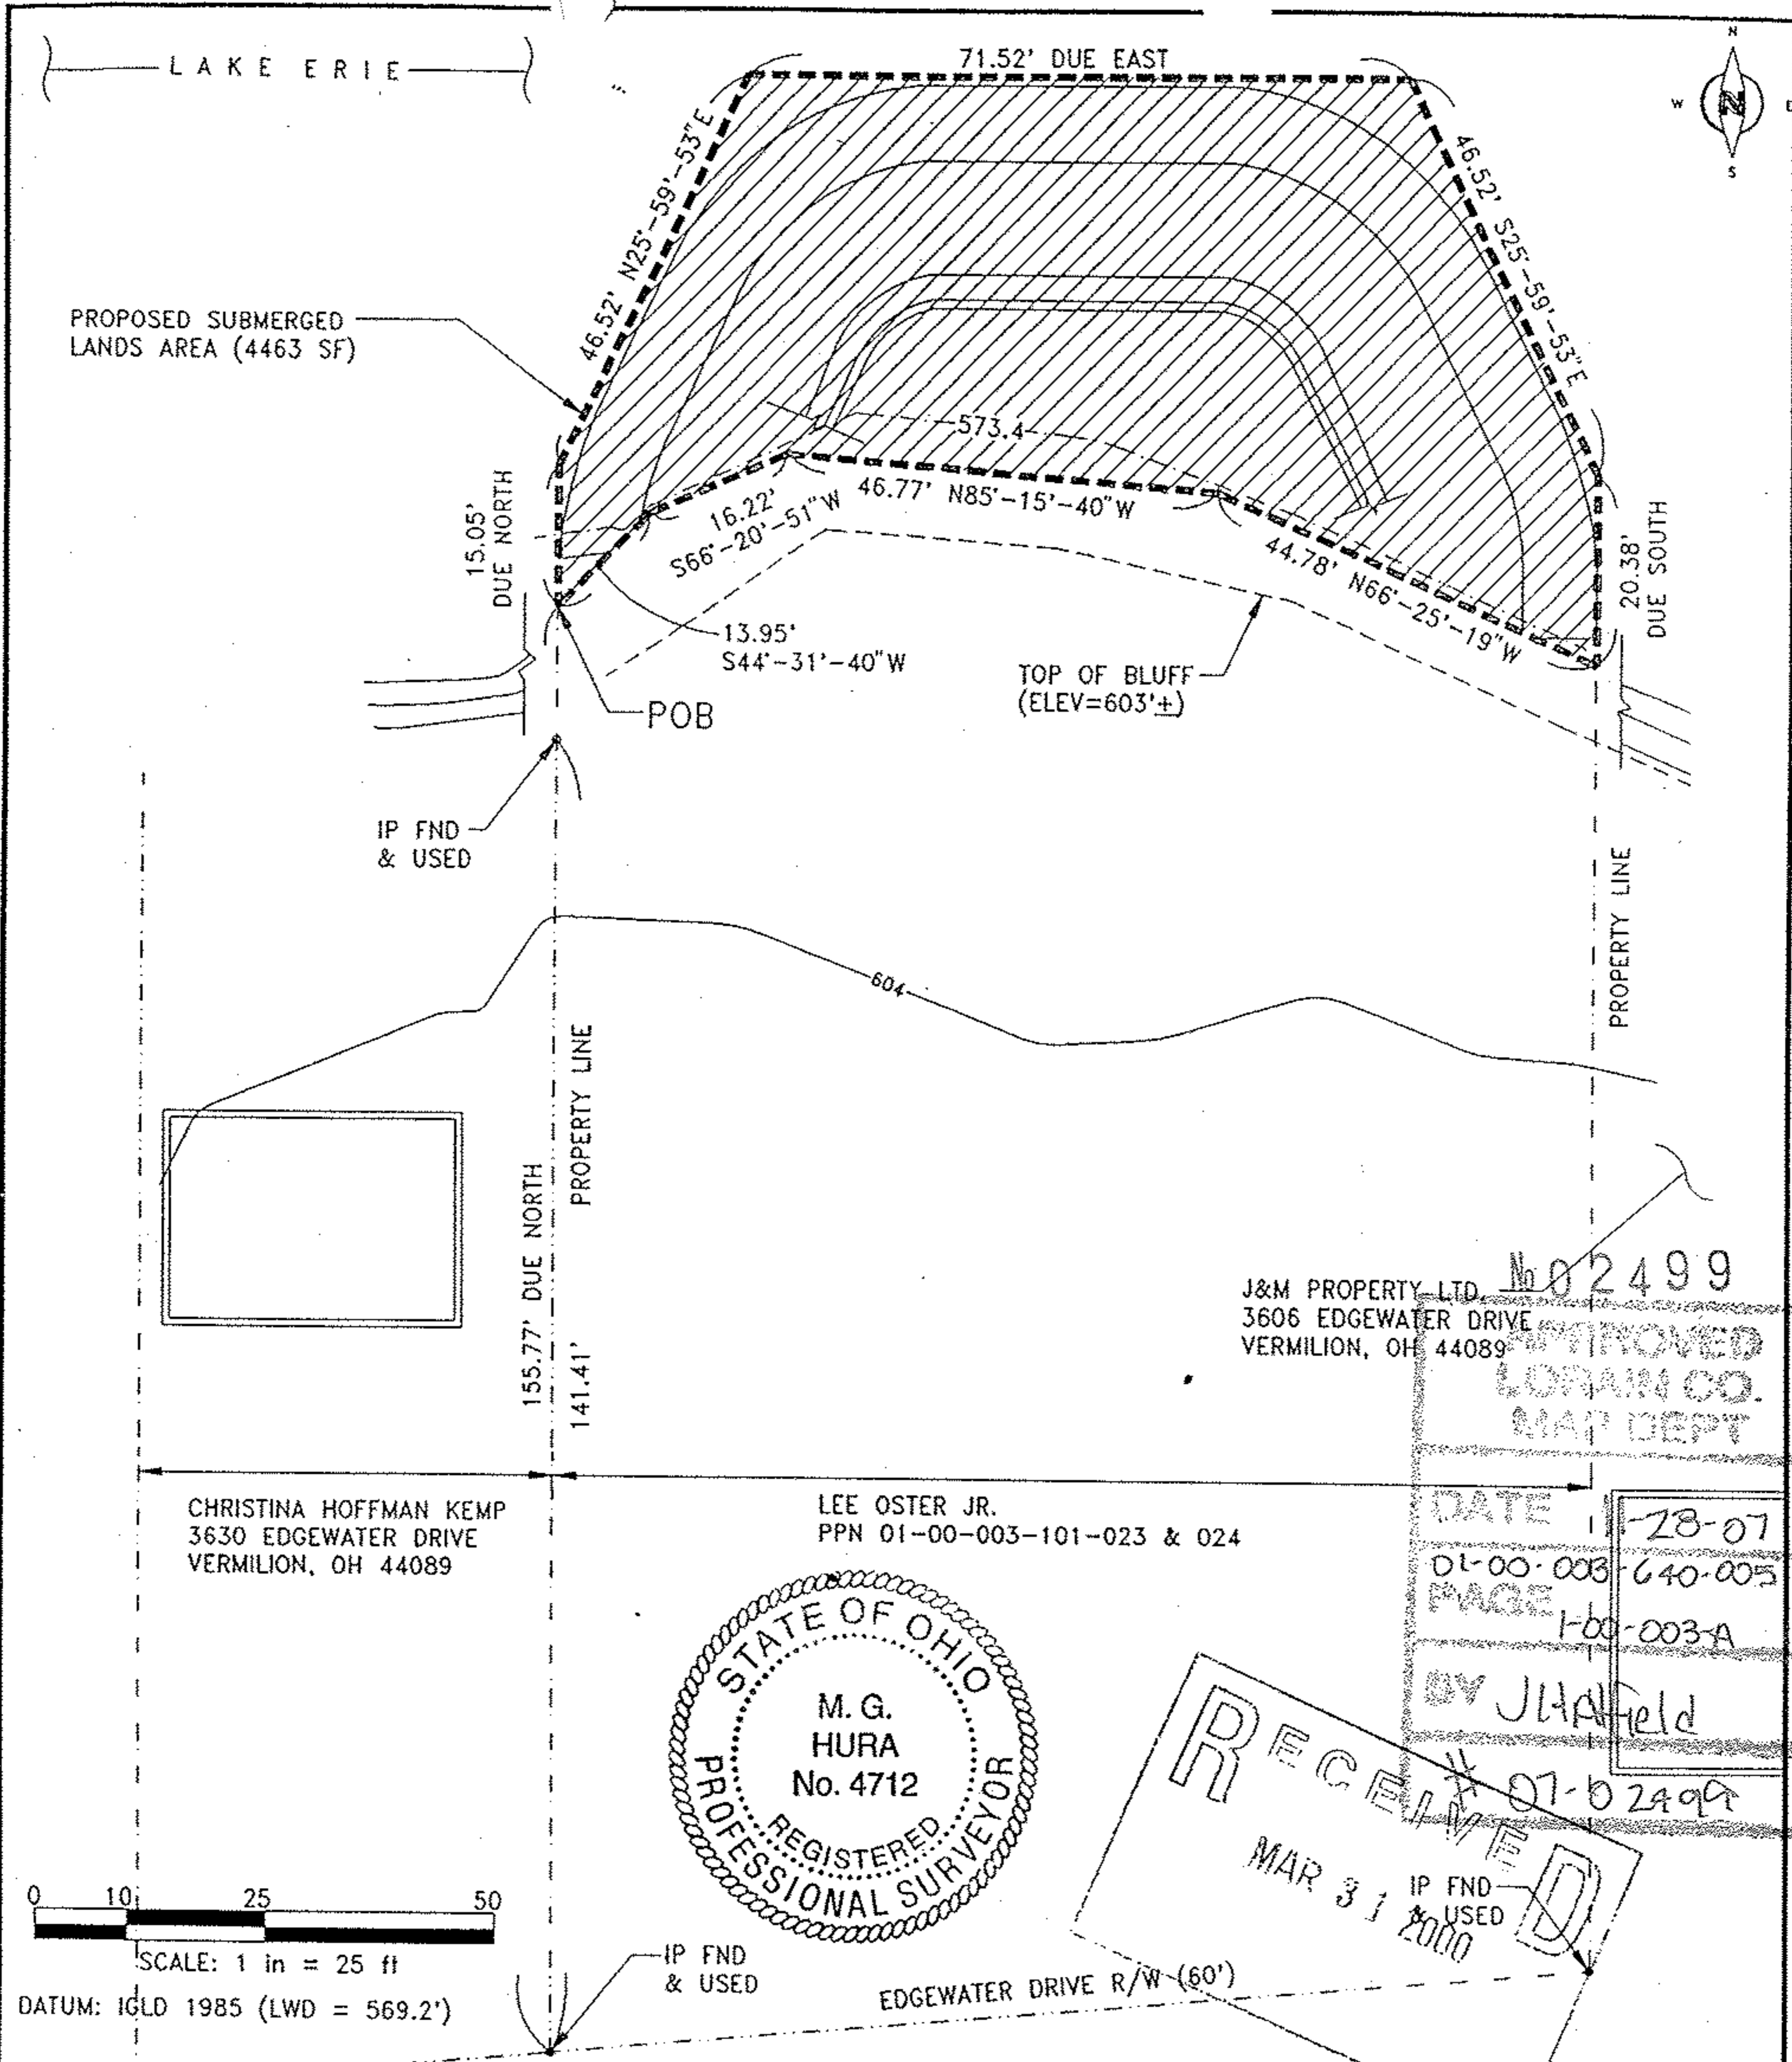 LAKE ERIE
71.52' DUE EAST
N
W
N
E
S
46.52' N25°-59'-53"E
46.52' S25°-59'-53"E
PROPOSED SUBMERGED
LANDS AREA (4463 SF)
573.4
15.05'
DUE NORTH
16.22'
S66°-20'-51"W
46.77' N85°-15'-40"W
44.78' N66°-25'-19"W
20.38'
DUE SOUTH
13.95'
S44°-31'-40"W
TOP OF BLUFF
(ELEV=603'±)
POB
IP FND
& USED
PROPERTY LINE
604
PROPERTY LINE
155.77' DUE NORTH
141.41'
J&M PROPERTY LTD.
3606 EDGEWATER DRIVE
VERMILION, OH 44089
No 02499
APPROVED
LORAIN CO.
MAP DEPT
DATE 11-28-07
01-00-003-640-005
PAGE
1-00-003-A
BY JHatfield
# 07-02499
CHRISTINA HOFFMAN KEMP
3630 EDGEWATER DRIVE
VERMILION, OH 44089
LEE OSTER JR.
PPN 01-00-003-101-023 & 024
STATE OF OHIO
M. G.
HURA
No. 4712
REGISTERED
PROFESSIONAL SURVEYOR
RECEIVED
MAR 31 2000
IP FND
& USED
0 10 25 50
SCALE: 1 in = 25 ft
DATUM: IGLD 1985 (LWD = 569.2')
IP FND
& USED
EDGEWATER DRIVE R/W (60')